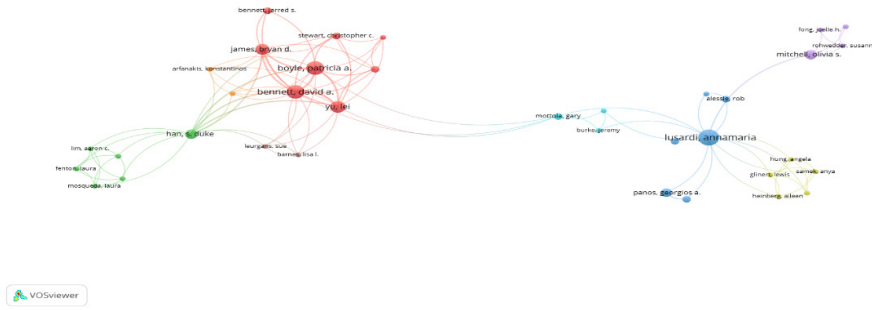 bennett, jarred s.
fong, joelle h.
stewart, christopher c.
rohwedder, susann
james, bryan d.
mitchell, olivia s.
arfanakis, konstantinos
boyle, patricia a.
bennett, david a.
alessie, rob
yu, lei
mottola, gary
han, s. duke
burke, jeremy
lusardi, annamaria
lim, aaron c.
leurgans, sue
barnes, lisa l.
hung, angela
fenton, laura
glinert, lewis
samek, anya
mosqueda, laura
panos, georgios a.
heinberg, aileen
VOSviewer